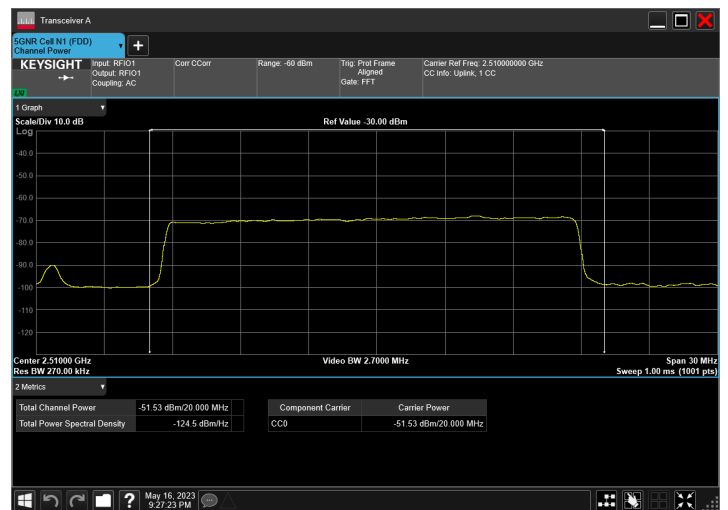 Transceiver A
5GNR Cell N1 (FDD)
Channel Power
KEYSIGHT
Input: RFIO1
Output: RFIO1
Coupling: AC
Corr CCorr
Range: -60 dBm
Trig: Prot Frame
Aligned
Gate: FFT
Carrier Ref Freq: 2.510000000 GHz
CC Info: Uplink, 1 CC
LXI
1 Graph
Scale/Div 10.0 dB
Ref Value -30.00 dBm
Log
-40.0
-50.0
-60.0
-70.0
-80.0
-90.0
-100
-110
-120
Center 2.51000 GHz
Video BW 2.7000 MHz
Span 30 MHz
Res BW 270.00 kHz
Sweep 1.00 ms (1001 pts)
2 Metrics
Total Channel Power -51.53 dBm/20.000 MHz
Total Power Spectral Density -124.5 dBm/Hz
Component Carrier Carrier Power
CC0 -51.53 dBm/20.000 MHz
May 16, 2023
9:27:23 PM